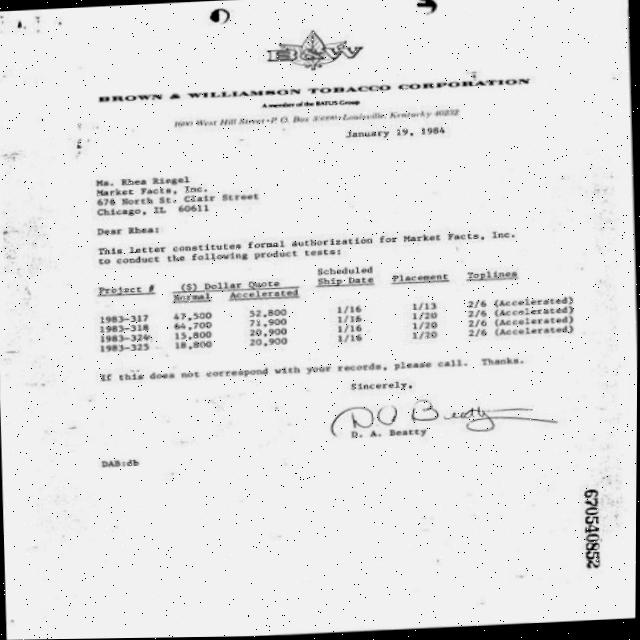 B&W
BROWN & WILLIAMSON TOBACCO CORPORATION
A member of the BATUS Group
1600 West Hill Street • P. O. Box Louisville, Kentucky 40232
January 19, 1984
Ms. Rhea Riegel
Market Facts, Inc.
676 North St. Clair Street
Chicago, IL 60611
Dear Rhea:
This letter constitutes formal authorization for Market Facts, Inc.
to conduct the following product tests:
Project # ($) Dollar Quote Scheduled Ship Date Placement Toplines
Normal Accelerated
1983-317 47,500 52,800 1/16 1/13 2/6 (Accelerated)
1983-318 64,700 71,900 1/16 1/20 2/6 (Accelerated)
1983-324 15,800 20,900 1/16 1/20 2/6 (Accelerated)
1983-325 18,800 20,900 1/16 1/20 2/6 (Accelerated)
If this does not correspond with your records, please call. Thanks.
Sincerely,
D A Beatty
D. A. Beatty
DAB:db
670540852